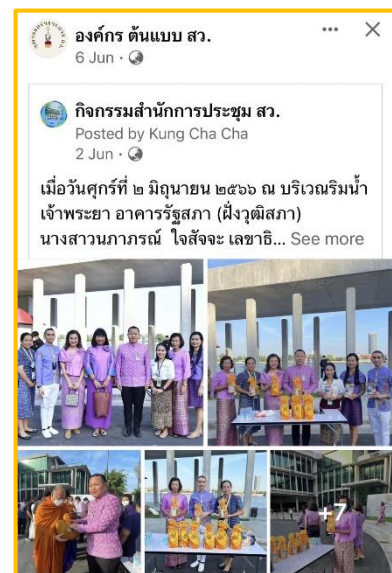 องค์กร ต้นแบบ สว.
6 Jun ·
กิจกรรมสำนักการประชุม สว.
Posted by Kung Cha Cha
2 Jun ·
เมื่อวันศุกร์ที่ ๒ มิถุนายน ๒๕๖๖ ณ บริเวณริมน้ำ
เจ้าพระยา อาคารรัฐสภา (ฝั่งวุฒิสภา)
นางสาวนภาภรณ์ ใจสัจจะ เลขาธิ... See more
+7